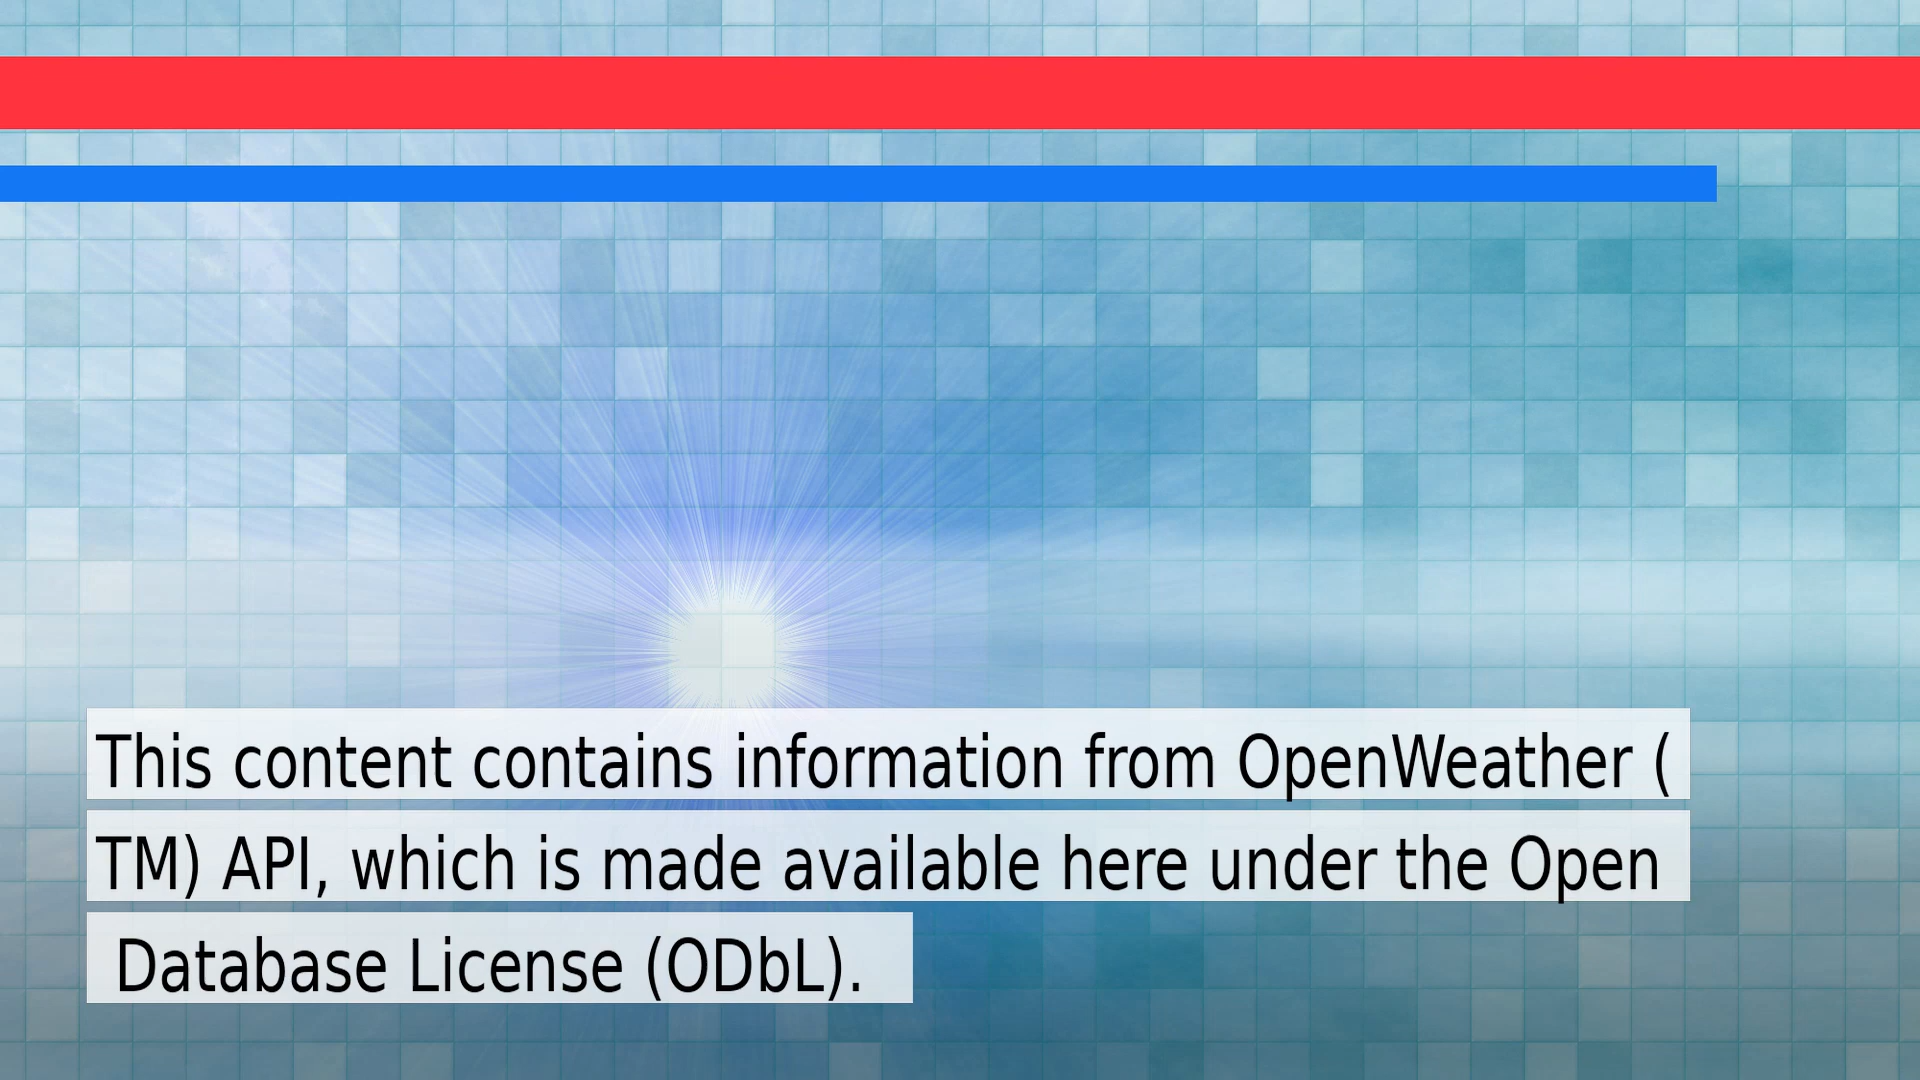 This content contains information from OpenWeather (
TM) API, which is made available here under the Open
Database License (ODbL).